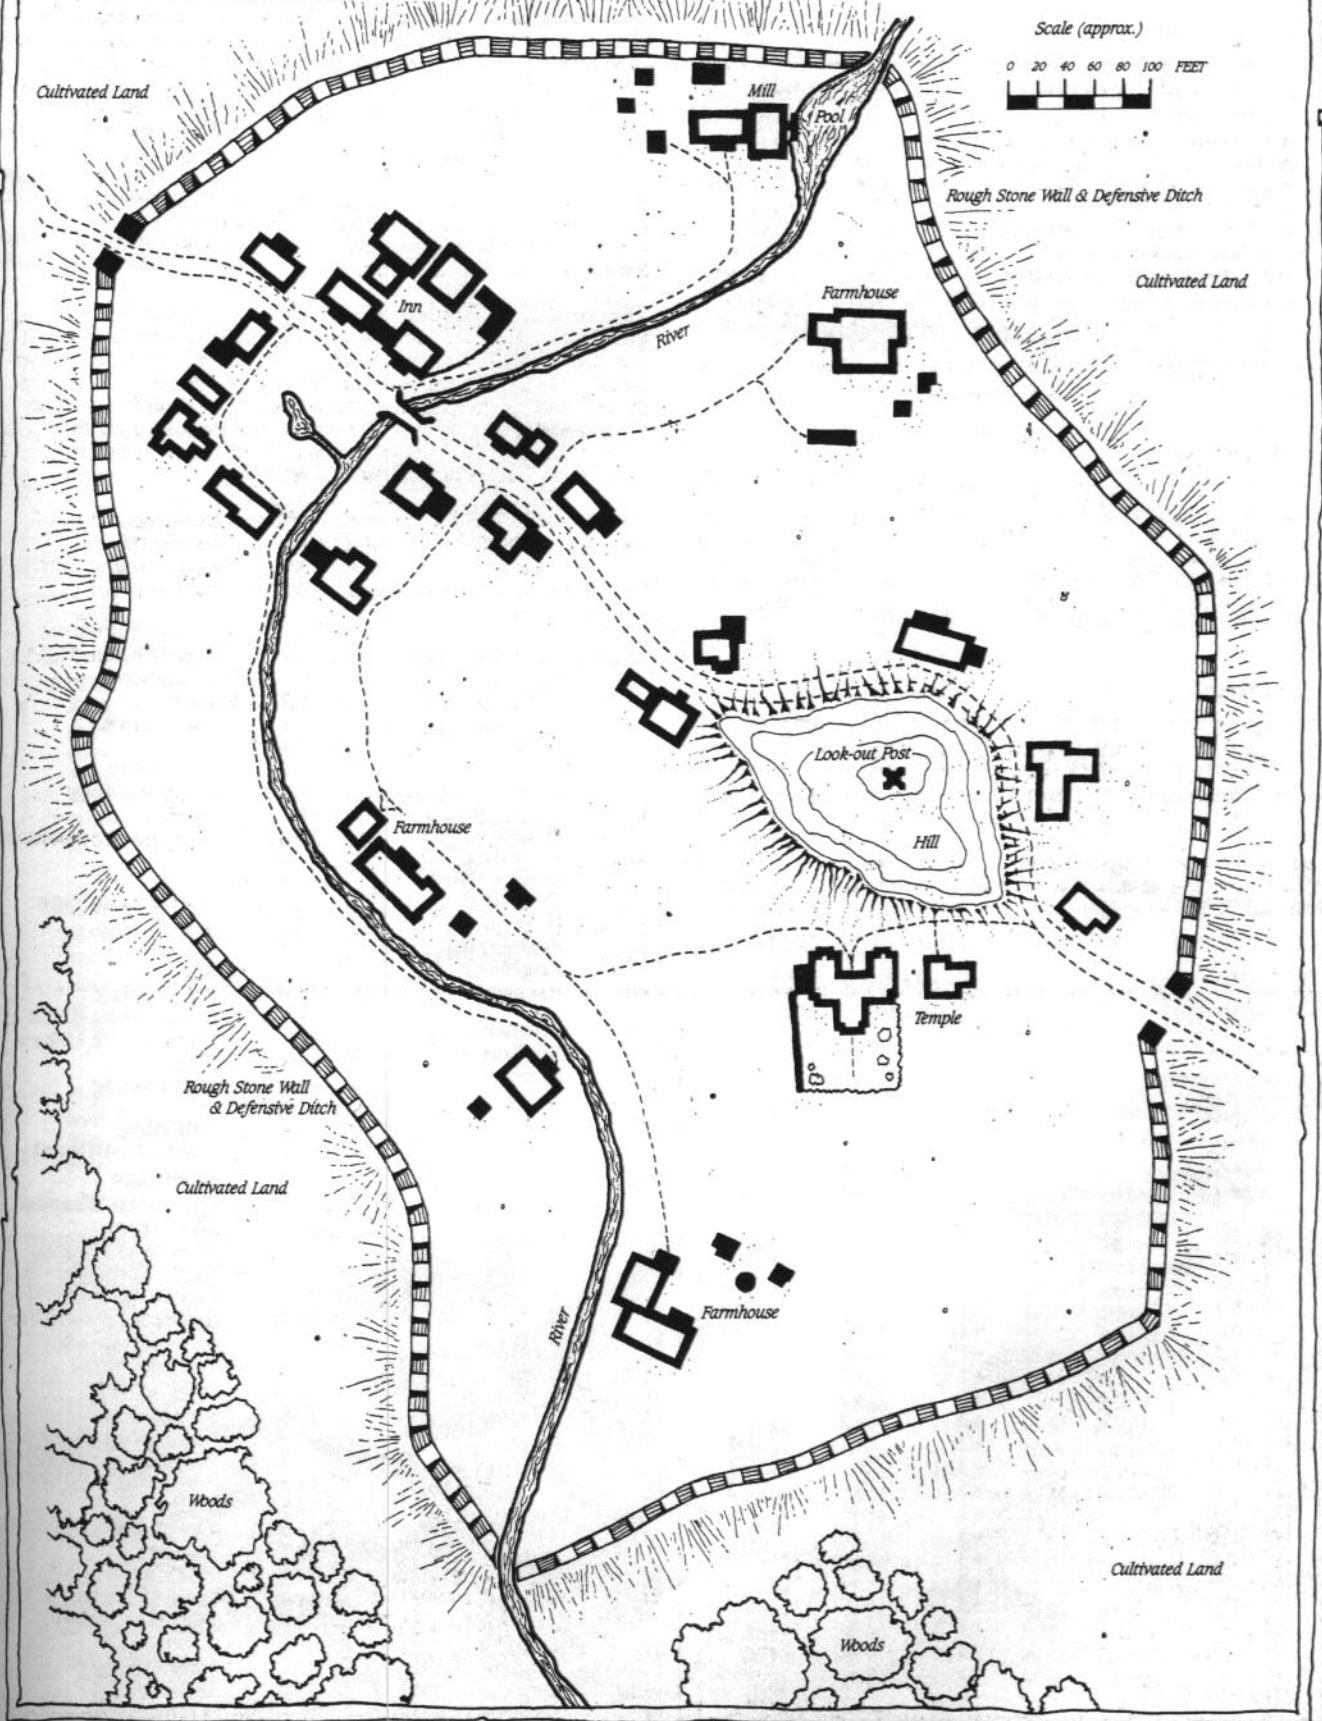 Scale (approx.)
0 20 40 60 80 100 FEET
Cultivated Land
Mill
Pool
Rough Stone Wall & Defensive Ditch
Cultivated Land
Farmhouse
Inn
River
Look-out Post
Hill
Farmhouse
Temple
Rough Stone Wall
& Defensive Ditch
Cultivated Land
Farmhouse
River
Woods
Cultivated Land
Woods